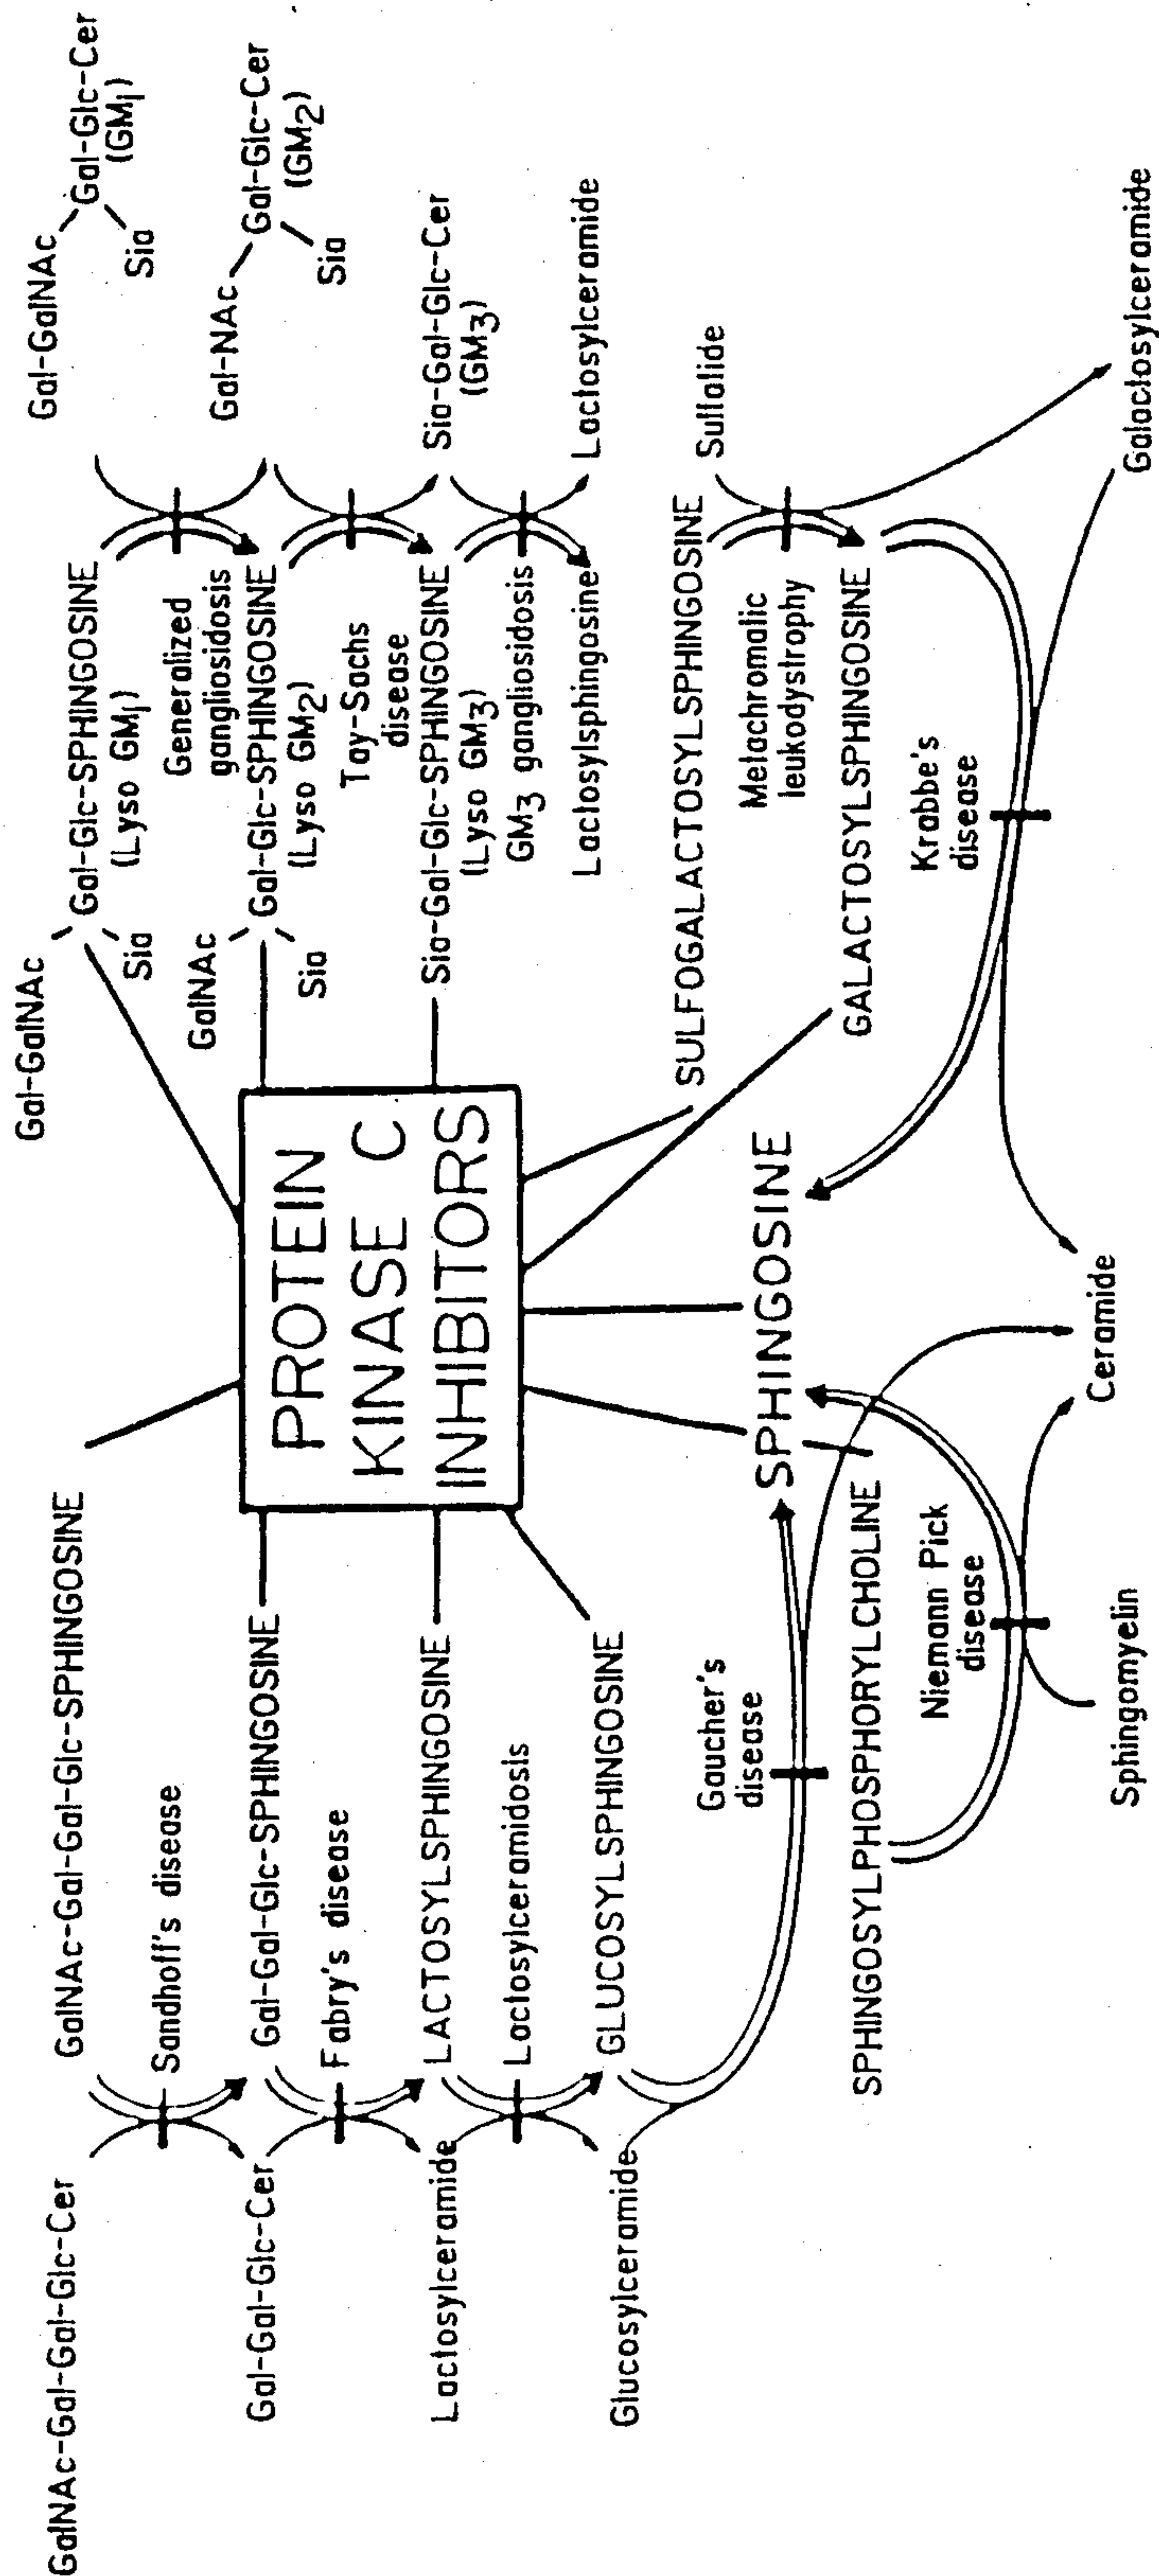 GalNAc-Gal-Gal-Glc-Cer
GalNAc-Gal-Gal-Glc-SPHINGOSINE
Sandhoff's disease
Gal-Gal-Glc-Cer
Gal-Gal-Glc-SPHINGOSINE
Fabry's disease
Lactosylceramide
LACTOSYLSPHINGOSINE
Lactosylceramidosis
Glucosylceramide
GLUCOSYLSPHINGOSINE
Gaucher's
disease
SPHINGOSYLPHOSPHORYLCHOLINE
Niemann Pick
disease
Sphingomyelin
PROTEIN
KINASE C
INHIBITORS
SPHINGOSINE
Ceramide
Gal-GalNAc
Gal-Glc-SPHINGOSINE
Sia
(Lyso GM1)
Generalized
gangliosidosis
GalNAc
Gal-Glc-SPHINGOSINE
Sia
(Lyso GM2)
Tay-Sachs
disease
Sia-Gal-Glc-SPHINGOSINE
(Lyso GM3)
GM3 gangliosidosis
Lactosylsphingosine
SULFOGALACTOSYLSPHINGOSINE
Metachromalic
leukodystrophy
GALACTOSYLSPHINGOSINE
Krabbe's
disease
Gal-GalNAc
Gal-Glc-Cer
Sia
(GM1)
Gal-NAc
Gal-Glc-Cer
Sia
(GM2)
Sia-Gal-Glc-Cer
(GM3)
Lactosylceramide
Sulfatide
Galactosylceramide